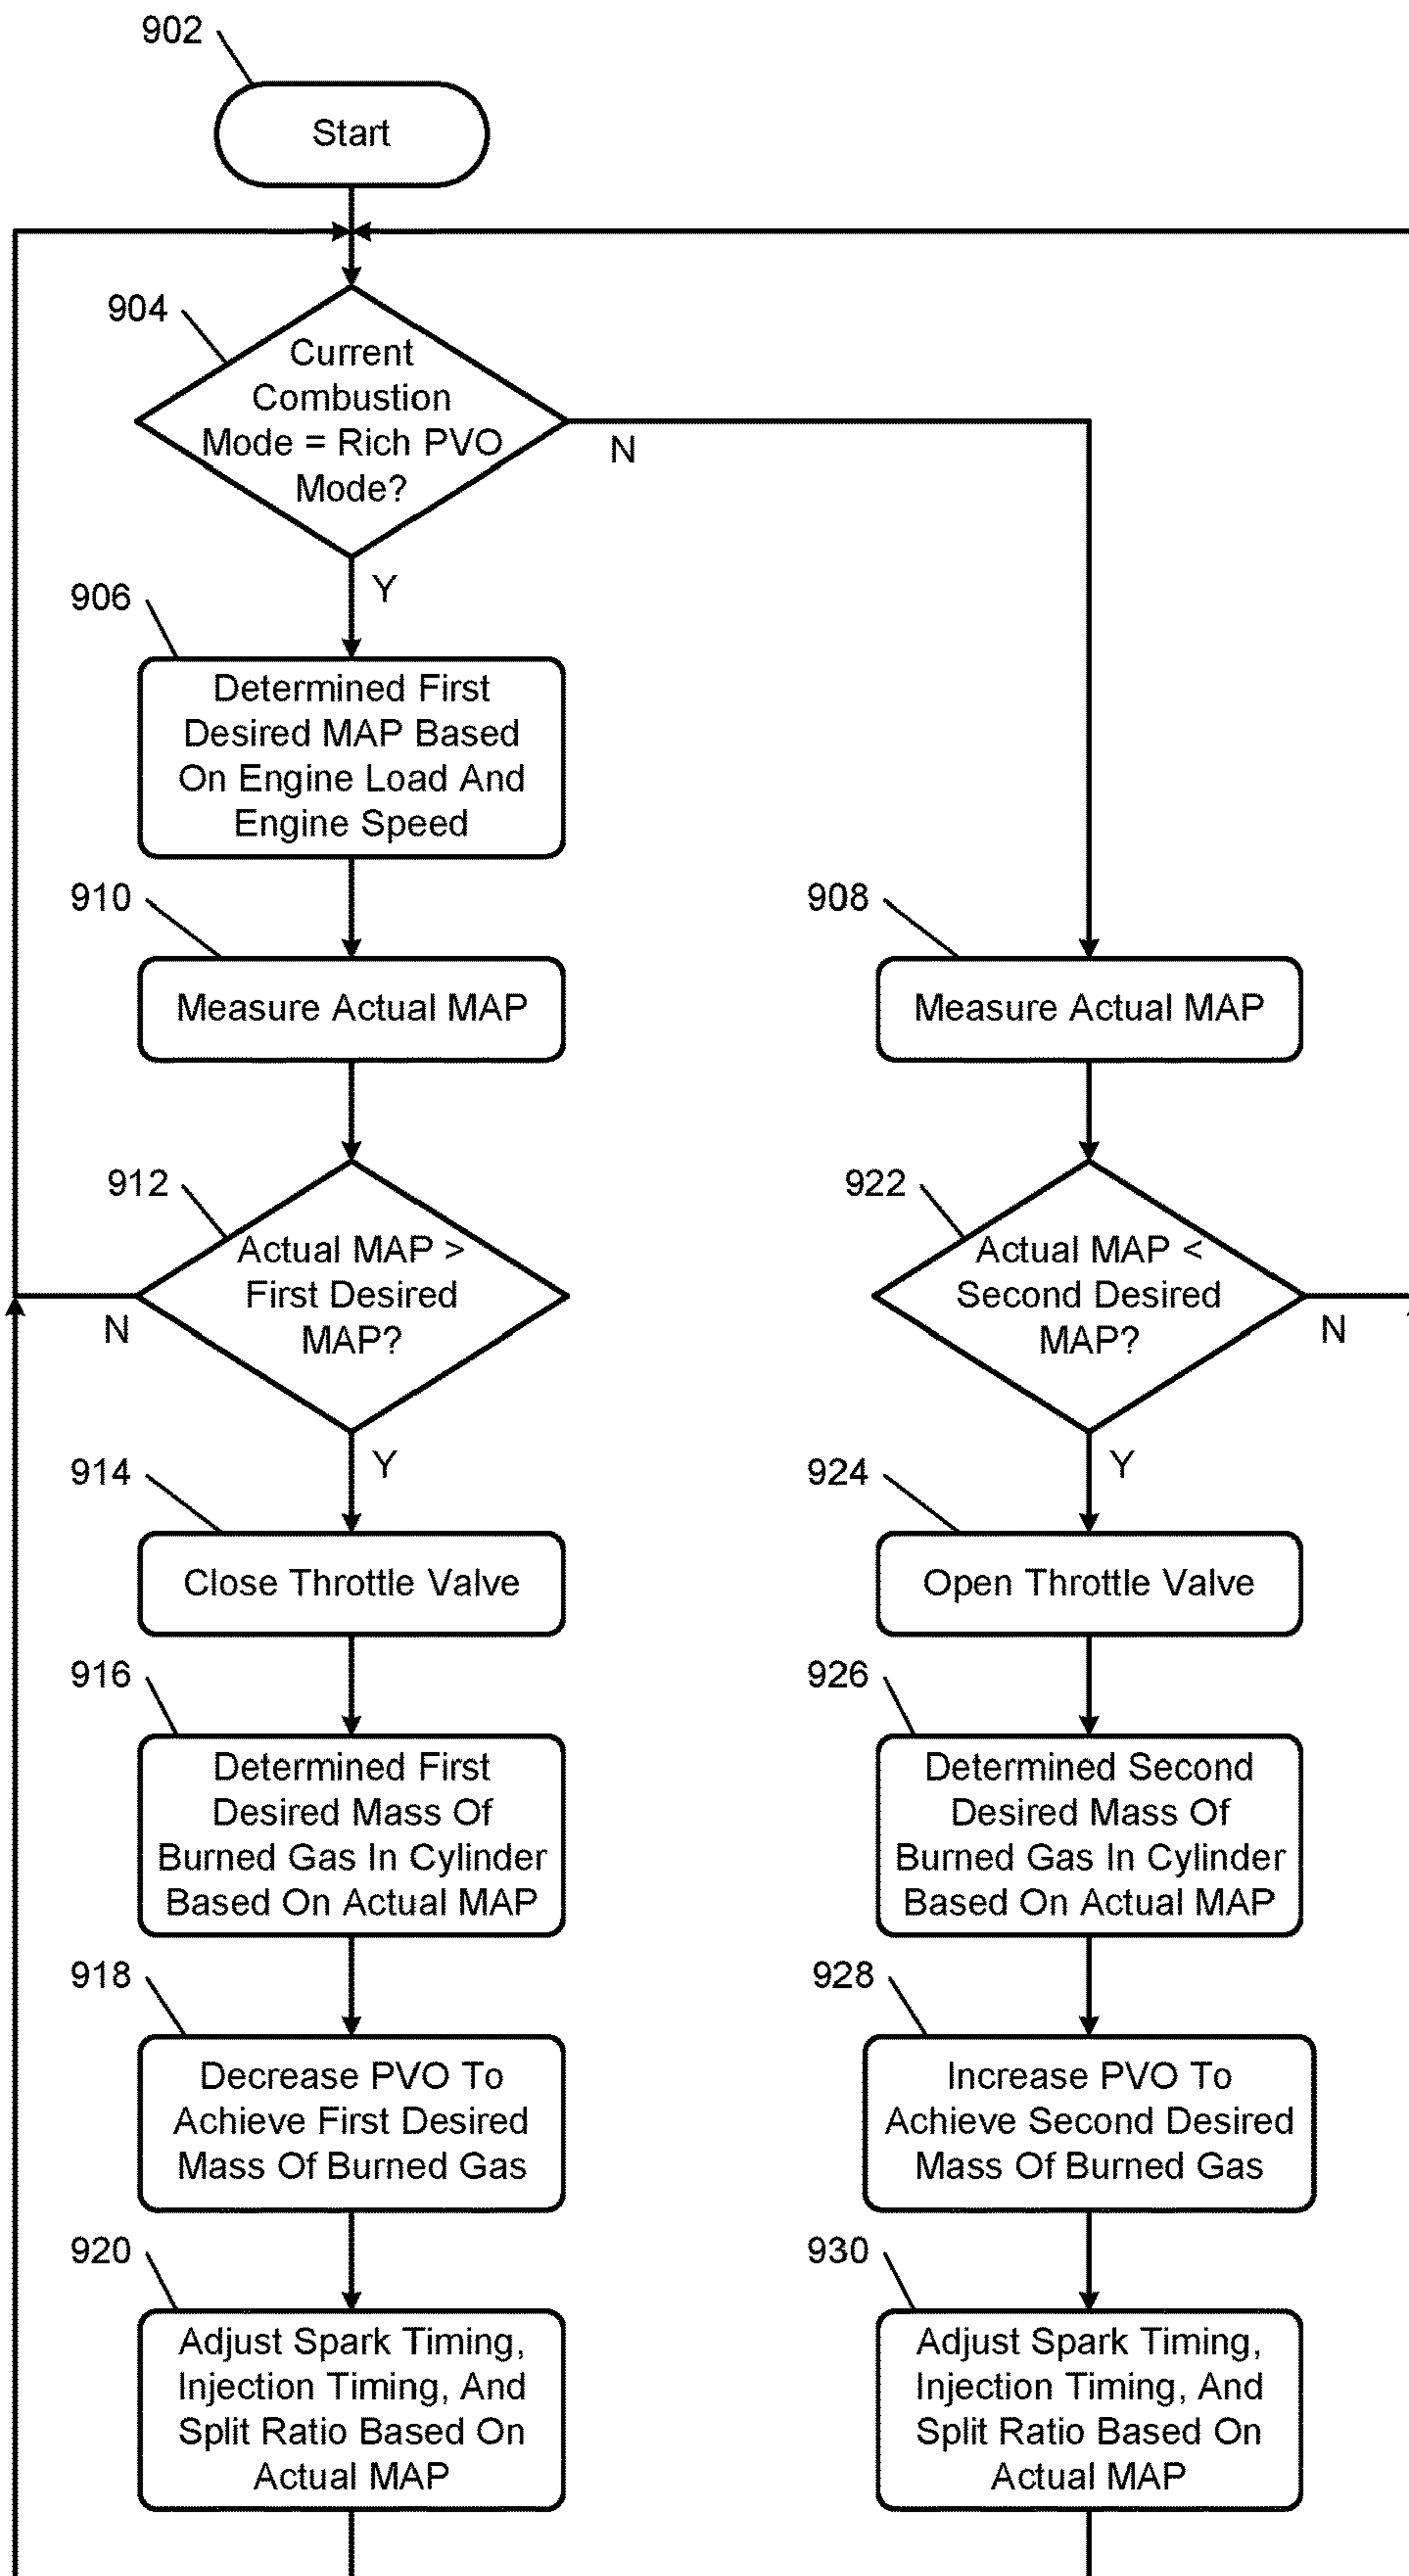 902
Start
904
Current
Combustion
Mode = Rich PVO
Mode?
N
Y
906
Determined First
Desired MAP Based
On Engine Load And
Engine Speed
910
Measure Actual MAP
908
Measure Actual MAP
912
Actual MAP >
First Desired
MAP?
N
Y
922
Actual MAP <
Second Desired
MAP?
N
Y
914
Close Throttle Valve
924
Open Throttle Valve
916
Determined First
Desired Mass Of
Burned Gas In Cylinder
Based On Actual MAP
926
Determined Second
Desired Mass Of
Burned Gas In Cylinder
Based On Actual MAP
918
Decrease PVO To
Achieve First Desired
Mass Of Burned Gas
928
Increase PVO To
Achieve Second Desired
Mass Of Burned Gas
920
Adjust Spark Timing,
Injection Timing, And
Split Ratio Based On
Actual MAP
930
Adjust Spark Timing,
Injection Timing, And
Split Ratio Based On
Actual MAP